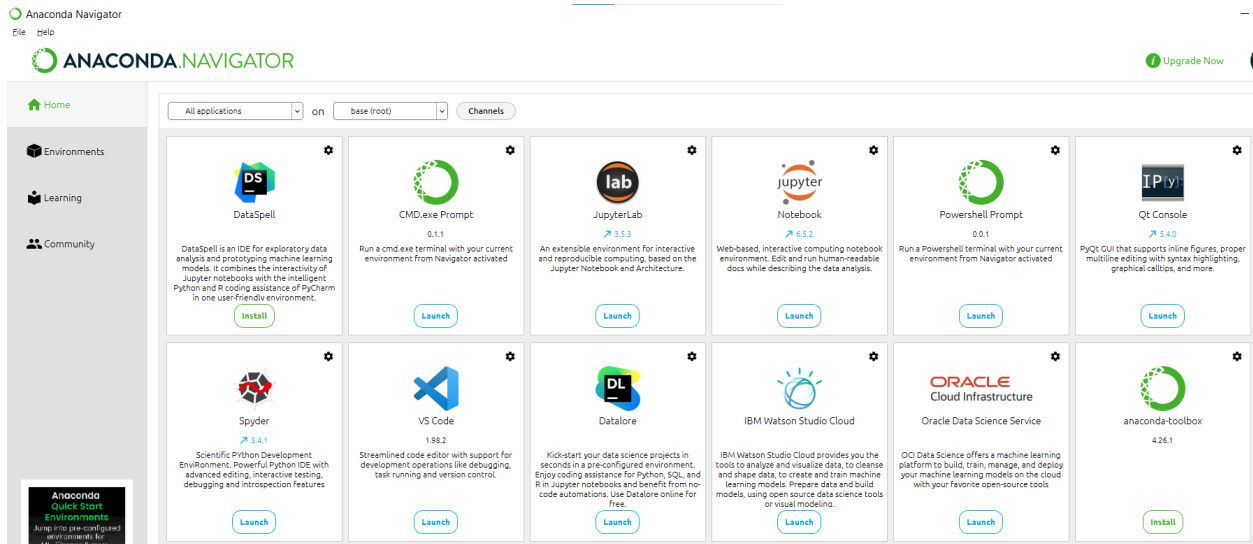 Anaconda Navigator
File Help
ANACONDA.NAVIGATOR
i Upgrade Now
Home
Environments
Learning
Community
All applications on base (root) Channels
DS
DataSpell
DataSpell is an IDE for exploratory data
analysis and prototyping machine learning
models. It combines the interactivity of
Jupyter notebooks with the intelligent
Python and R coding assistance of PyCharm
in one user-friendly environment.
Install
CMD.exe Prompt
0.1.1
Run a cmd.exe terminal with your current
environment from Navigator activated
Launch
lab
JupyterLab
3.5.3
An extensible environment for interactive
and reproducible computing, based on the
Jupyter Notebook and Architecture.
Launch
jupyter
Notebook
6.5.2
Web-based, interactive computing notebook
environment. Edit and run human-readable
docs while describing the data analysis.
Launch
Powershell Prompt
0.0.1
Run a Powershell terminal with your current
environment from Navigator activated
Launch
IP[y]:
Qt Console
5.4.0
PyQt GUI that supports inline figures, proper
multiline editing with syntax highlighting,
graphical calltips, and more.
Launch
Spyder
5.4.1
Scientific PYthon Development
EnviRonment. Powerful Python IDE with
advanced editing, interactive testing,
debugging and introspection features
Launch
VS Code
1.98.2
Streamlined code editor with support for
development operations like debugging,
task running and version control.
Launch
DL
Datalore
Kick-start your data science projects in
seconds in a pre-configured environment.
Enjoy coding assistance for Python, SQL, and
R in Jupyter notebooks and benefit from no-
code automations. Use Datalore online for
free.
Launch
IBM Watson Studio Cloud
IBM Watson Studio Cloud provides you the
tools to analyze and visualize data, to cleanse
and shape data, to create and train machine
learning models. Prepare data and build
models, using open source data science tools
or visual modeling.
Launch
ORACLE
Cloud Infrastructure
Oracle Data Science Service
OCI Data Science offers a machine learning
platform to build, train, manage, and deploy
your machine learning models on the cloud
with your favorite open-source tools
Launch
anaconda-toolbox
4.26.1
Install
Anaconda
Quick Start
Environments
Jump into pre-configured
environments for